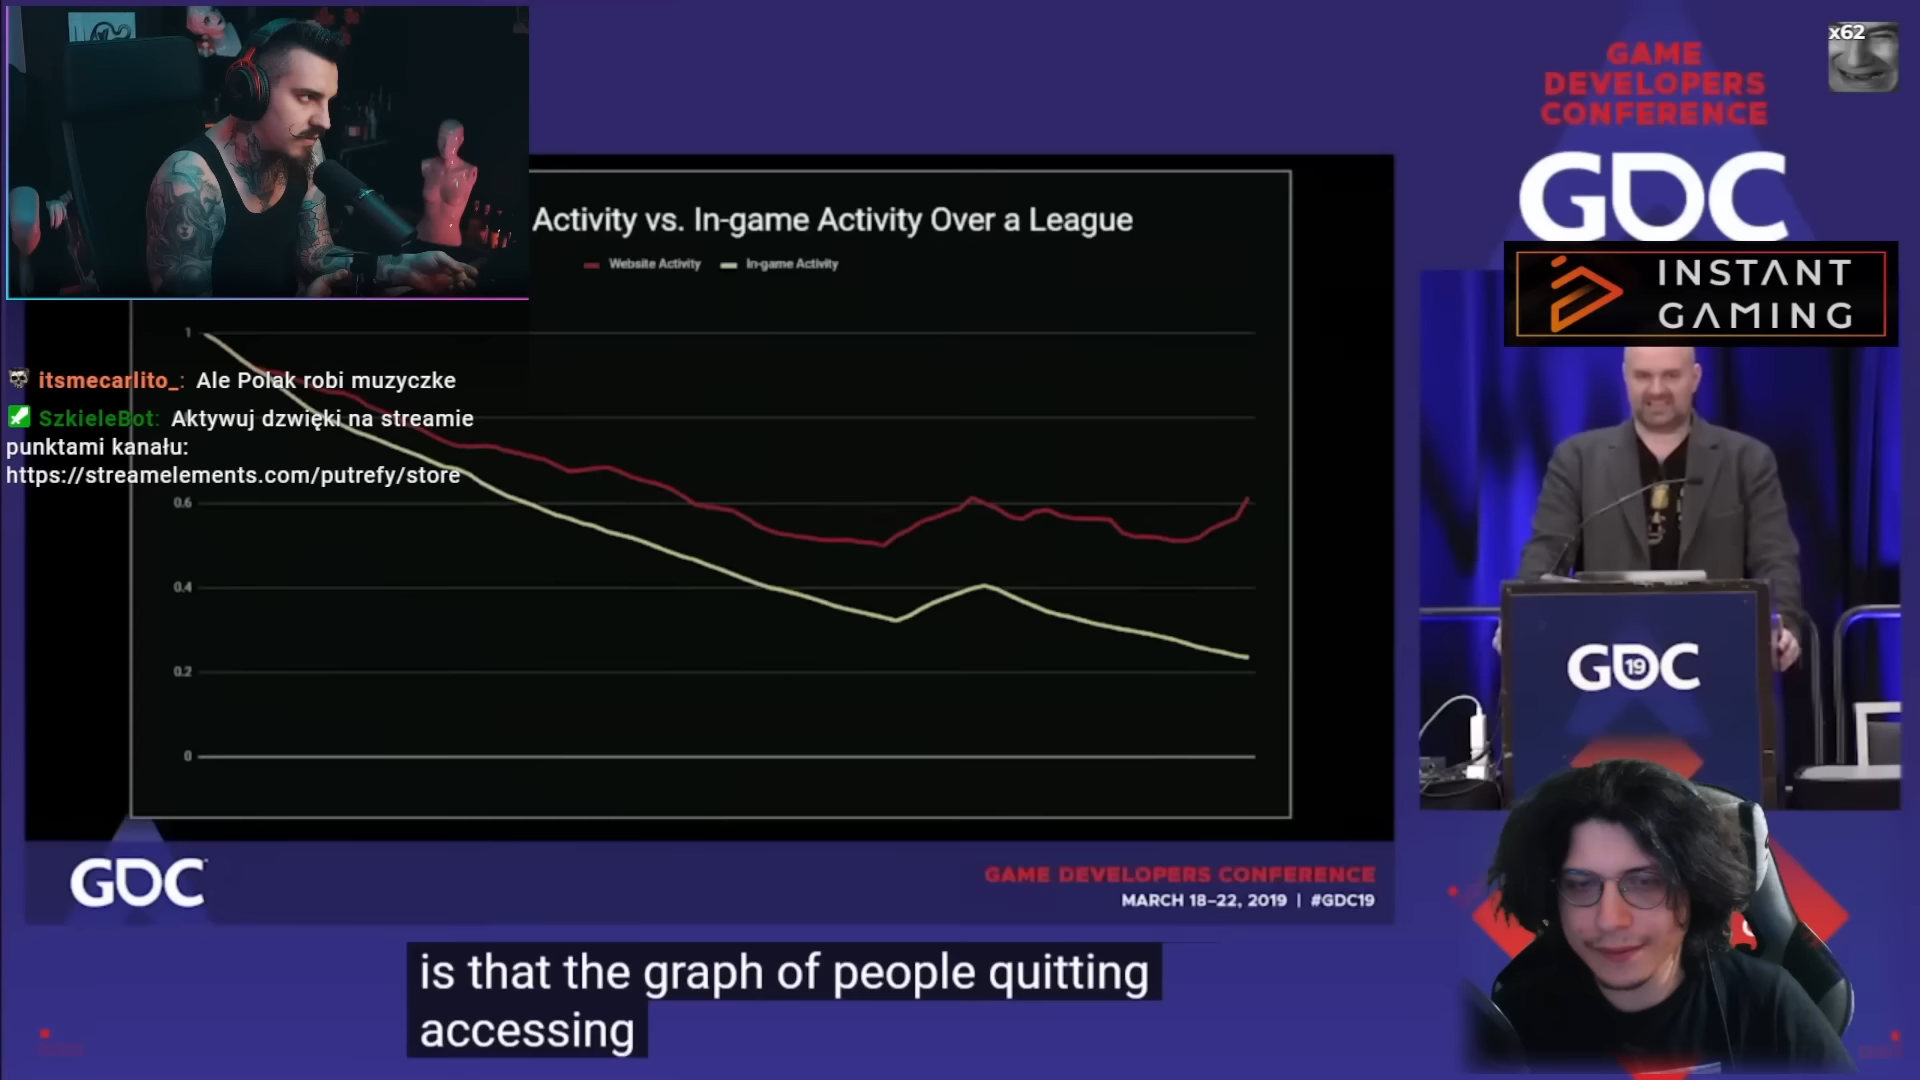 x62
GAME
DEVELOPERS
CONFERENCE
GDC
INSTANT
GAMING
Activity vs. In-game Activity Over a League
Website Activity
In-game Activity
1
0.6
0.4
0.2
0
itsmecarlito_: Ale Polak robi muzyczke
SzkieleBot: Aktywuj dzwięki na streamie
punktami kanału:
https://streamelements.com/putrefy/store
GDC
19
GDC
GAME DEVELOPERS CONFERENCE
MARCH 18–22, 2019 | #GDC19
is that the graph of people quitting
accessing